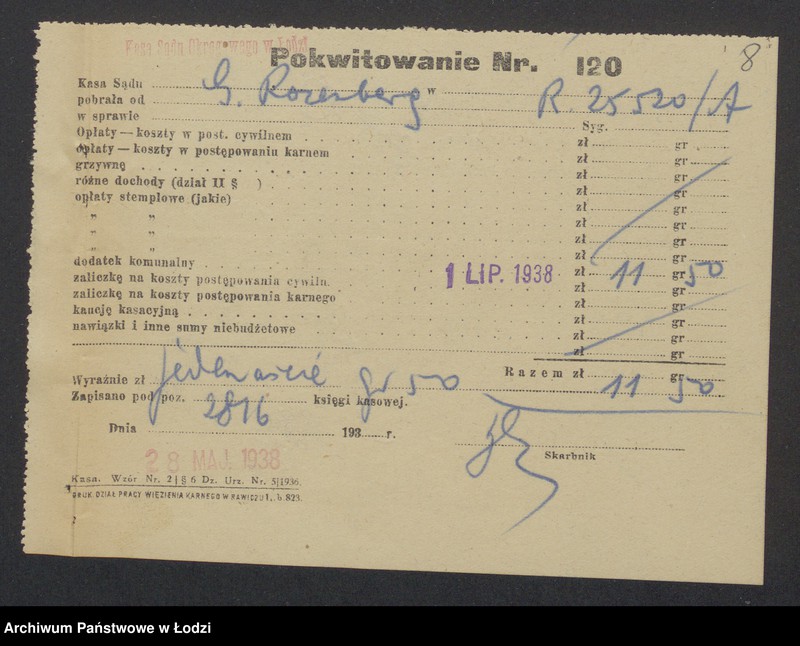 Kasa Sądu Okręgowego w Łodzi
8
Pokwitowanie Nr. 120
Kasa Sądu w
pobrała od G. Rozenberg R 25520/A
w sprawie Syg.
Opłaty — koszty w post. cywilnem zł gr
opłaty — koszty w postępowaniu karnem zł gr
grzywnę zł gr
różne dochody (dział II § ) zł gr
opłaty stemplowe (jakie) zł gr
„ „ zł gr
„ „ zł gr
„ „ zł gr
dodatek komunalny zł gr
zaliczkę na koszty postępowania cywiln. 1 LIP. 1938 zł 11 gr 50
zaliczkę na koszty postępowania karnego zł gr
kaucję kasacyjną zł gr
nawiązki i inne sumy niebudżetowe zł gr
zł gr
Razem zł 11 gr 50
Wyraźnie zł jedenaście gr 50
Zapisano pod poz. 2816 księgi kasowej.
Dnia 193 r.
Skarbnik
28 MAJ. 1938
Kasa. Wzór Nr. 2 | § 6 Dz. Urz. Nr. 3|1936.
DRUK. DZIAŁ PRACY WIĘZIENIA KARNEGO W RAWICZU L. b. 823.
Archiwum Państwowe w Łodzi